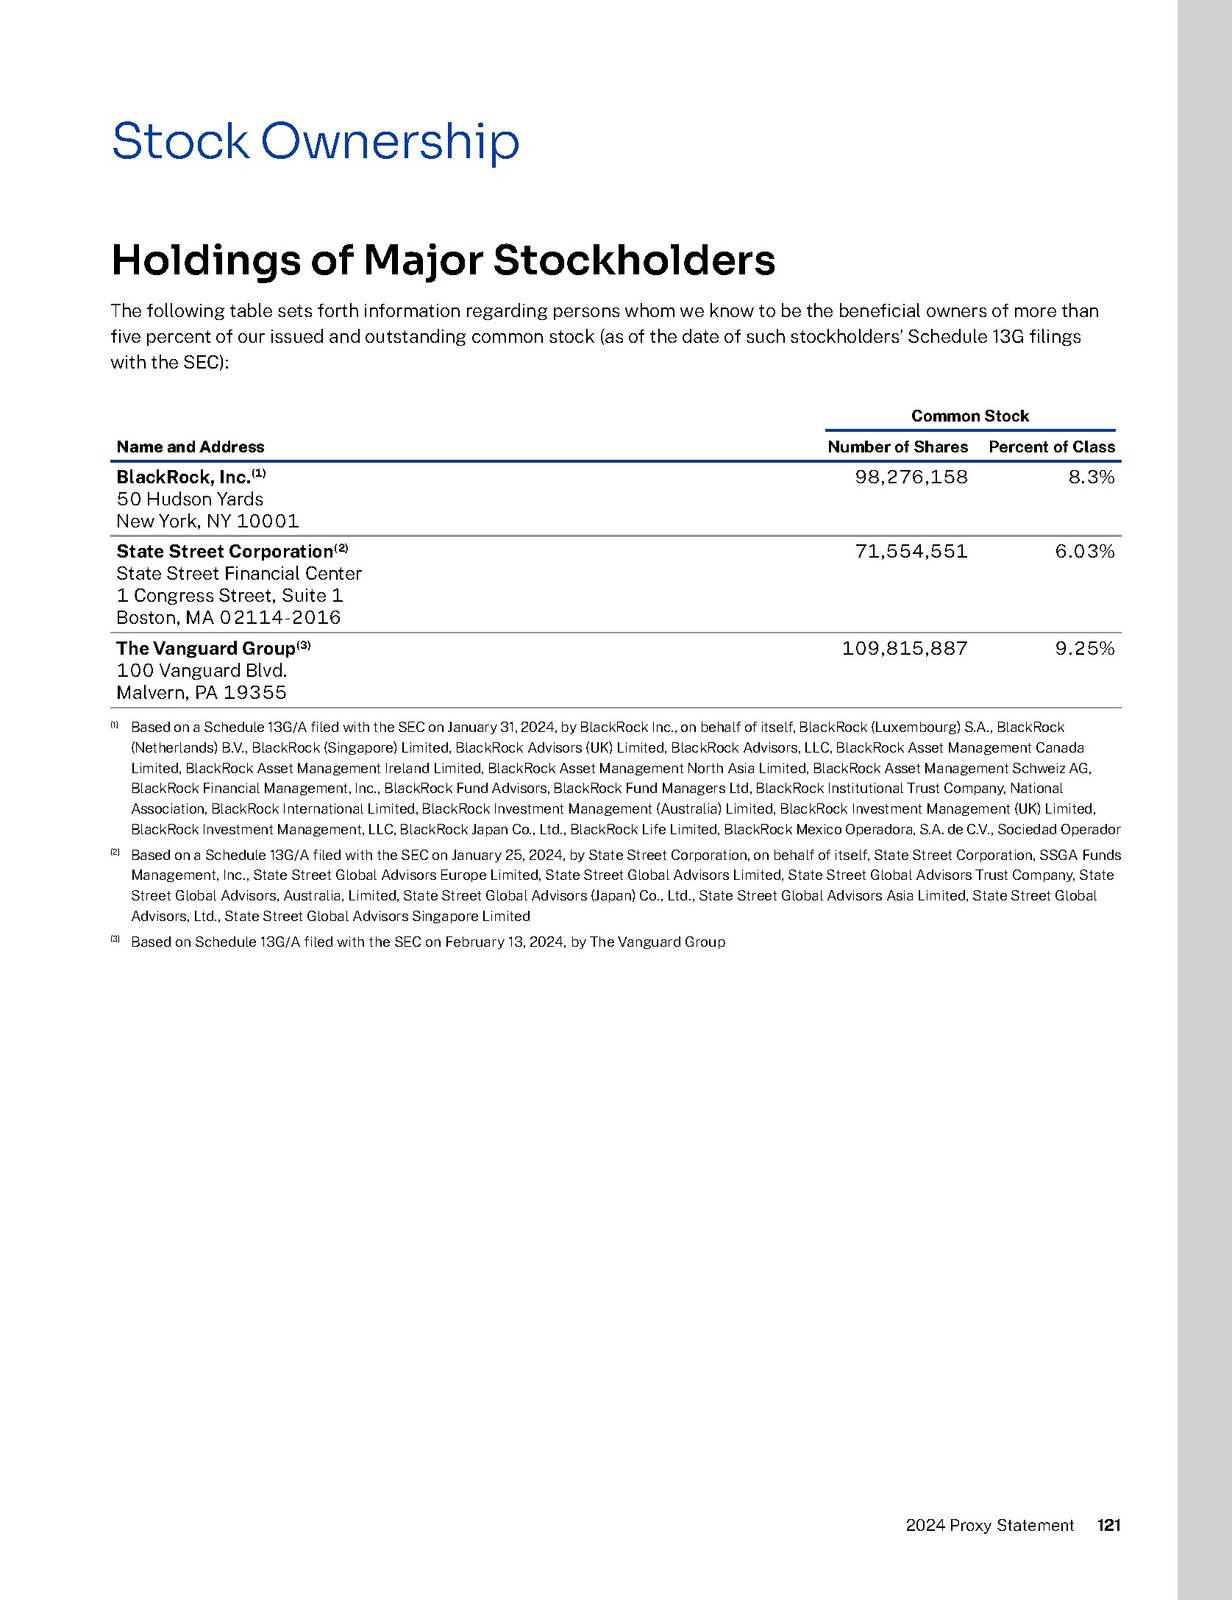 Stock Ownership
Holdings of Major Stockholders
The following table sets forth information regarding persons whom we know to be the beneficial owners of more than
five percent of our issued and outstanding common stock (as of the date of such stockholders’ Schedule 13G filings
with the SEC):
Common Stock
Name and Address Number of Shares Percent of Class
BlackRock, Inc.(1) 98,276,158 8.3%
50 Hudson Yards
New York, NY 10001
State Street Corporation(2) 71,554,551 6.03%
State Street Financial Center
1 Congress Street, Suite 1
Boston, MA 02114-2016
The Vanguard Group(3) 109,815,887 9.25%
100 Vanguard Blvd.
Malvern, PA 19355
(1) Based on a Schedule 13G/A filed with the SEC on January 31, 2024, by BlackRock Inc., on behalf of itself, BlackRock (Luxembourg) S.A., BlackRock
(Netherlands) B.V., BlackRock (Singapore) Limited, BlackRock Advisors (UK) Limited, BlackRock Advisors, LLC, BlackRock Asset Management Canada
Limited, BlackRock Asset Management Ireland Limited, BlackRock Asset Management North Asia Limited, BlackRock Asset Management Schweiz AG,
BlackRock Financial Management, Inc., BlackRock Fund Advisors, BlackRock Fund Managers Ltd, BlackRock Institutional Trust Company, National
Association, BlackRock International Limited, BlackRock Investment Management (Australia) Limited, BlackRock Investment Management (UK) Limited,
BlackRock Investment Management, LLC, BlackRock Japan Co., Ltd., BlackRock Life Limited, BlackRock Mexico Operadora, S.A. de C.V., Sociedad Operador
(2) Based on a Schedule 13G/A filed with the SEC on January 25, 2024, by State Street Corporation, on behalf of itself, State Street Corporation, SSGA Funds
Management, Inc., State Street Global Advisors Europe Limited, State Street Global Advisors Limited, State Street Global Advisors Trust Company, State
Street Global Advisors, Australia, Limited, State Street Global Advisors (Japan) Co., Ltd., State Street Global Advisors Asia Limited, State Street Global
Advisors, Ltd., State Street Global Advisors Singapore Limited
(3) Based on Schedule 13G/A filed with the SEC on February 13, 2024, by The Vanguard Group
2024 Proxy Statement 121